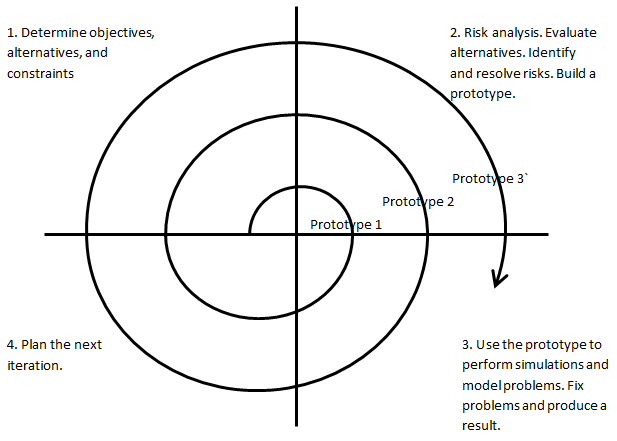 1. Determine objectives,
alternatives, and
constraints
2. Risk analysis. Evaluate
alternatives. Identify
and resolve risks. Build a
prototype.
Prototype 3`
Prototype 2
Prototype 1
4. Plan the next
iteration.
3. Use the prototype to
perform simulations and
model problems. Fix
problems and produce a
result.